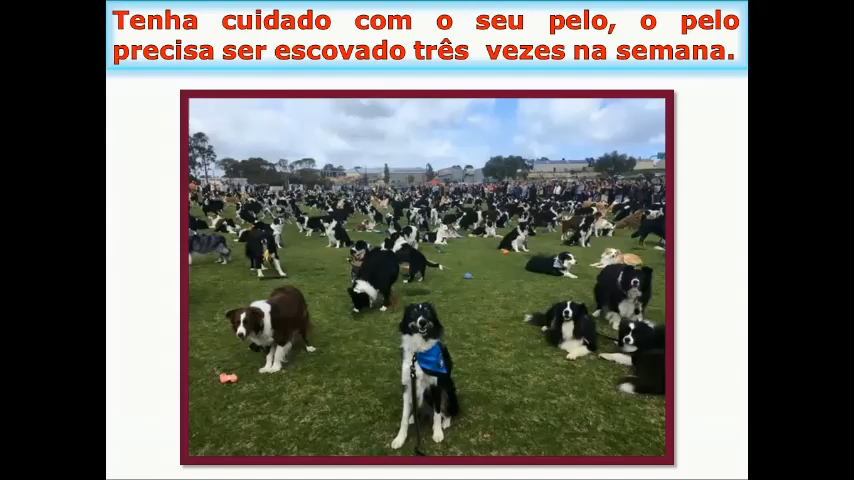 Tenha cuidado com o seu pelo, o pelo
precisa ser escovado três vezes na semana.